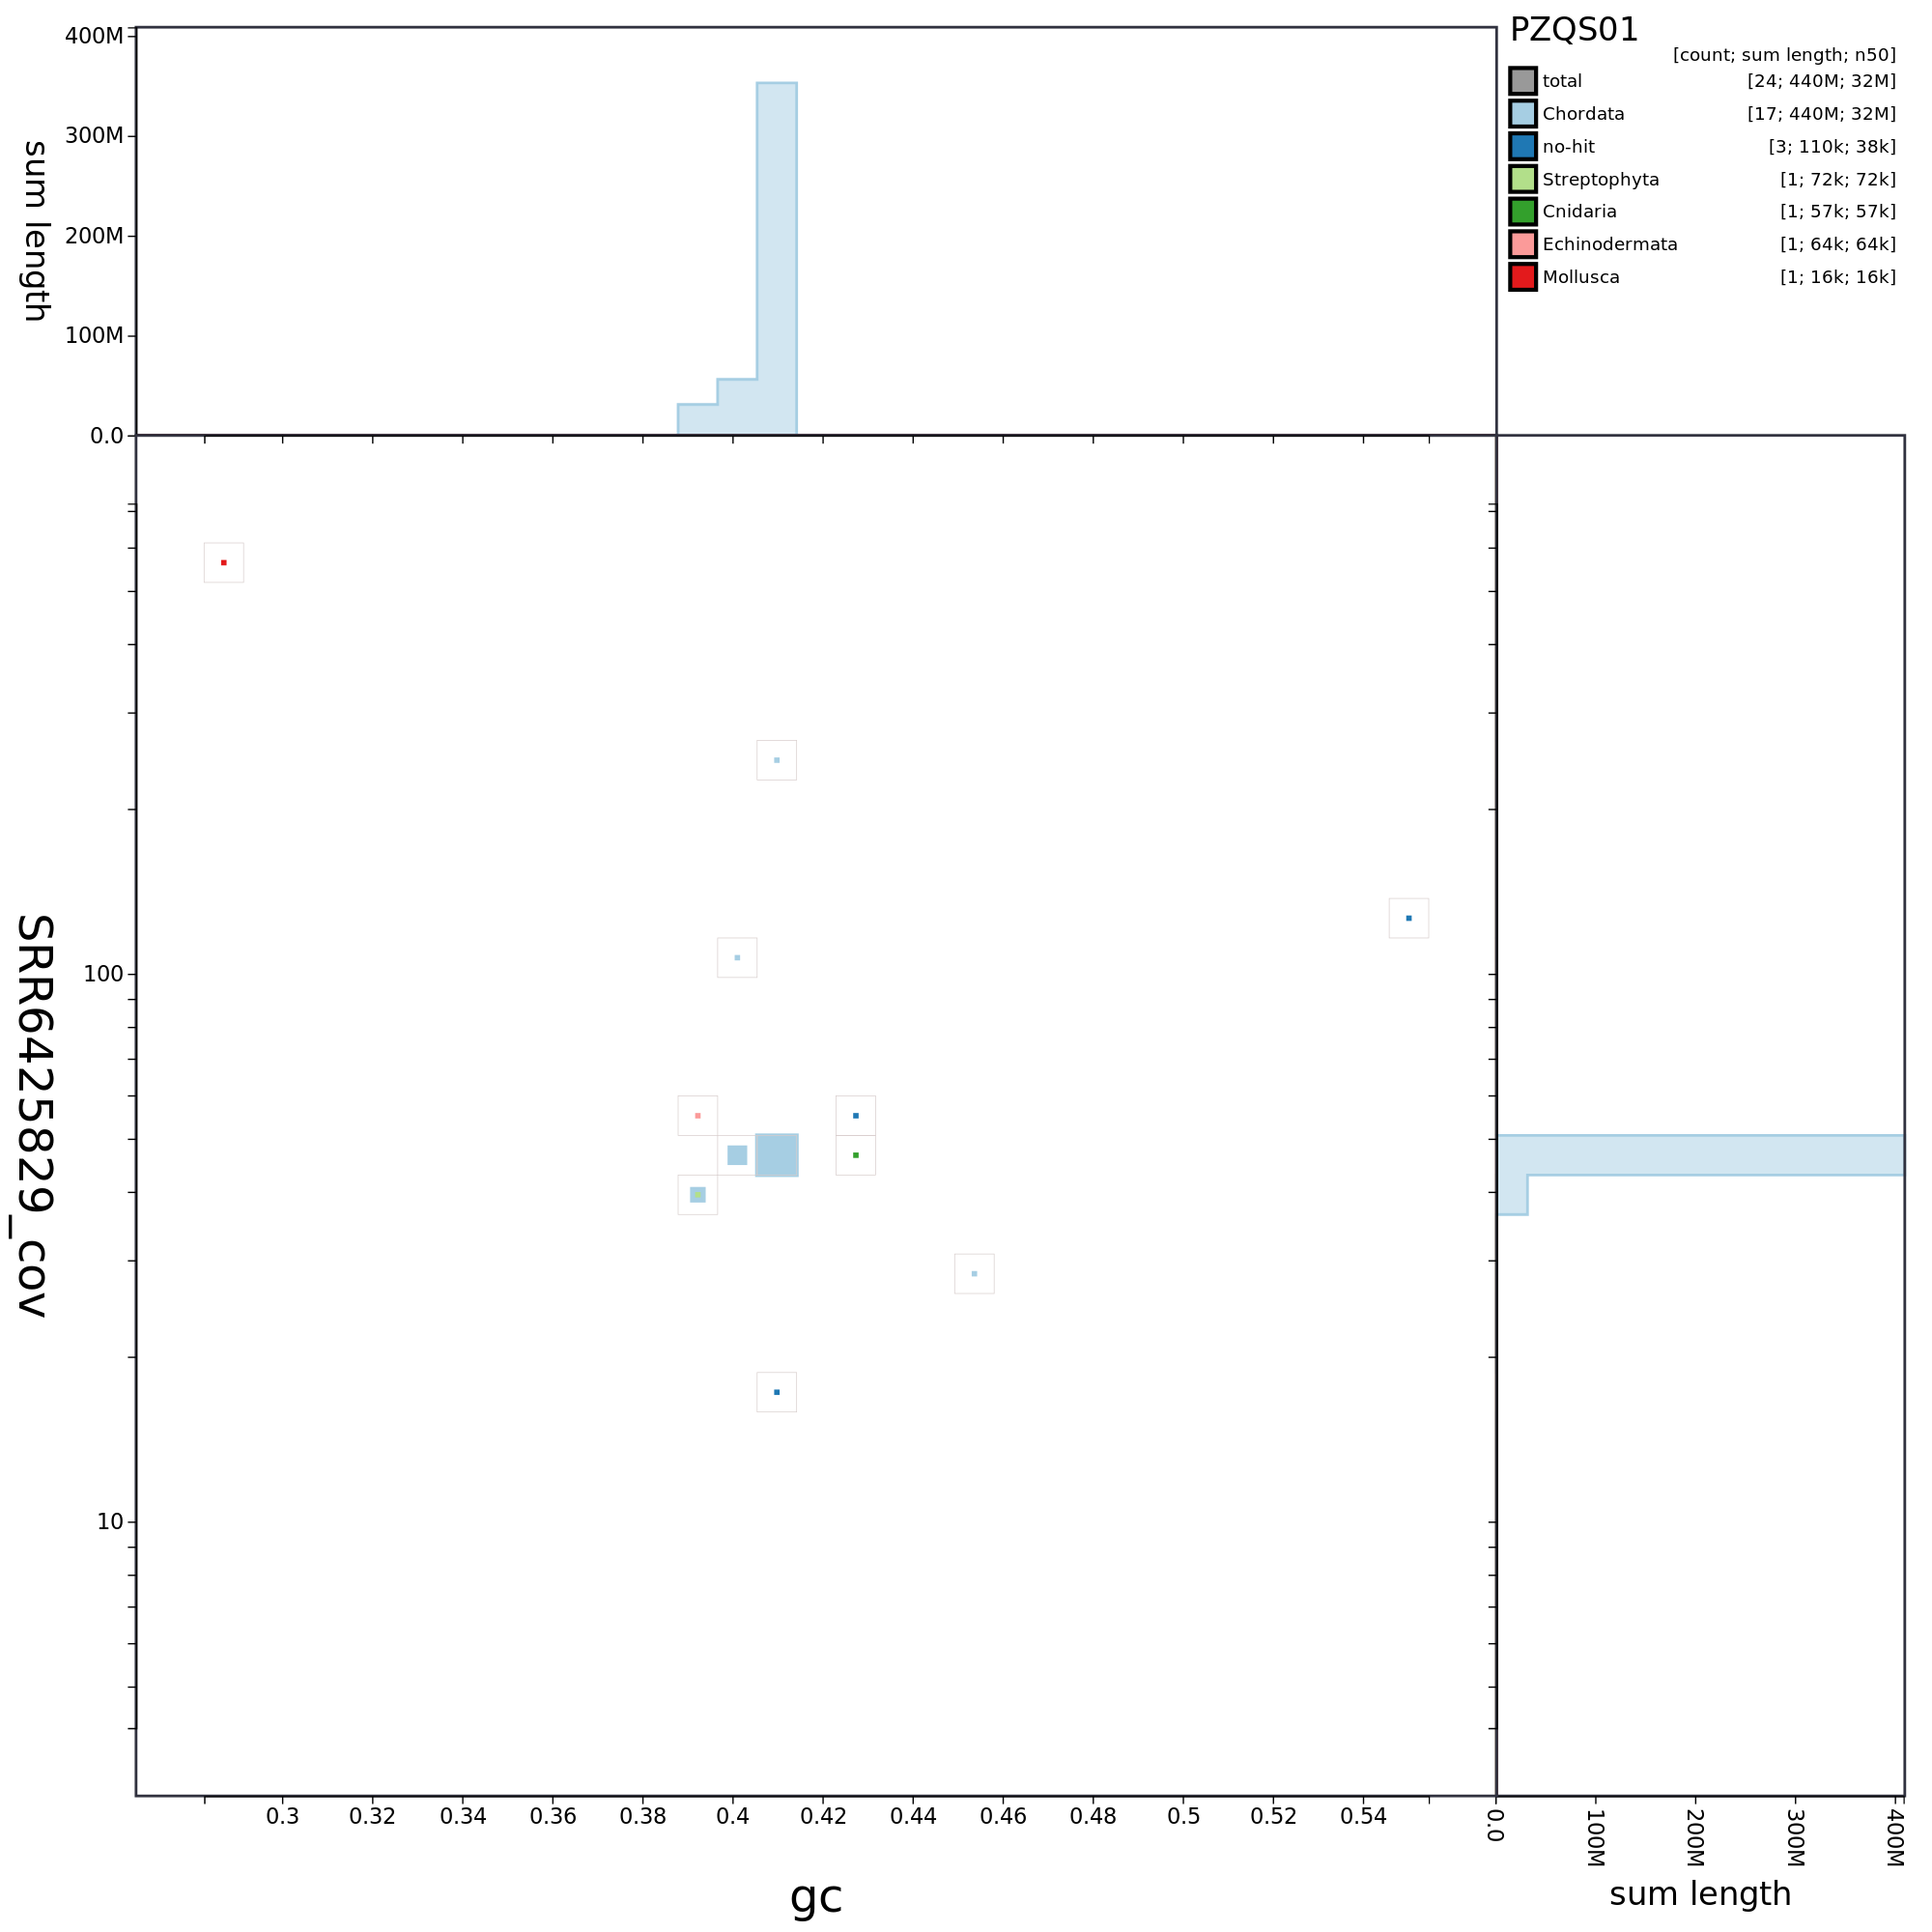 PZQS01
[count; sum length; n50]
total [24; 440M; 32M]
Chordata [17; 440M; 32M]
no-hit [3; 110k; 38k]
Streptophyta [1; 72k; 72k]
Cnidaria [1; 57k; 57k]
Echinodermata [1; 64k; 64k]
Mollusca [1; 16k; 16k]
400M
300M
200M
100M
0.0
sum length
100
10
SRR6425829_cov
0.3 0.32 0.34 0.36 0.38 0.4 0.42 0.44 0.46 0.48 0.5 0.52 0.54
gc
0.0 100M 200M 300M 400M
sum length